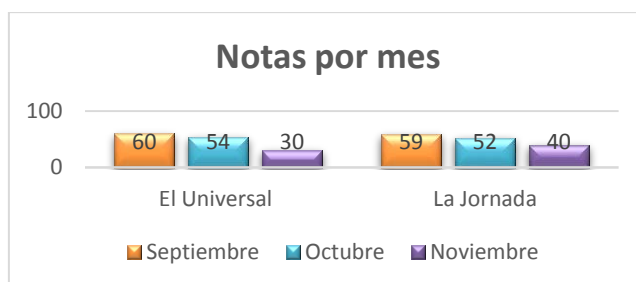 Notas por mes
100
60 54 30 59 52 40
0
El Universal La Jornada
Septiembre Octubre Noviembre